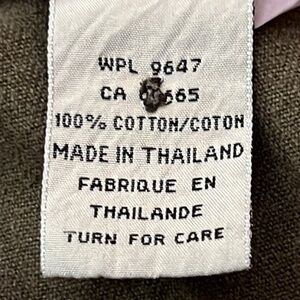 WPL 9647
CA
100% COTTON/COTON
MADE IN THAILAND
FABRIQUE EN
THAILANDE
TURN FOR CARE